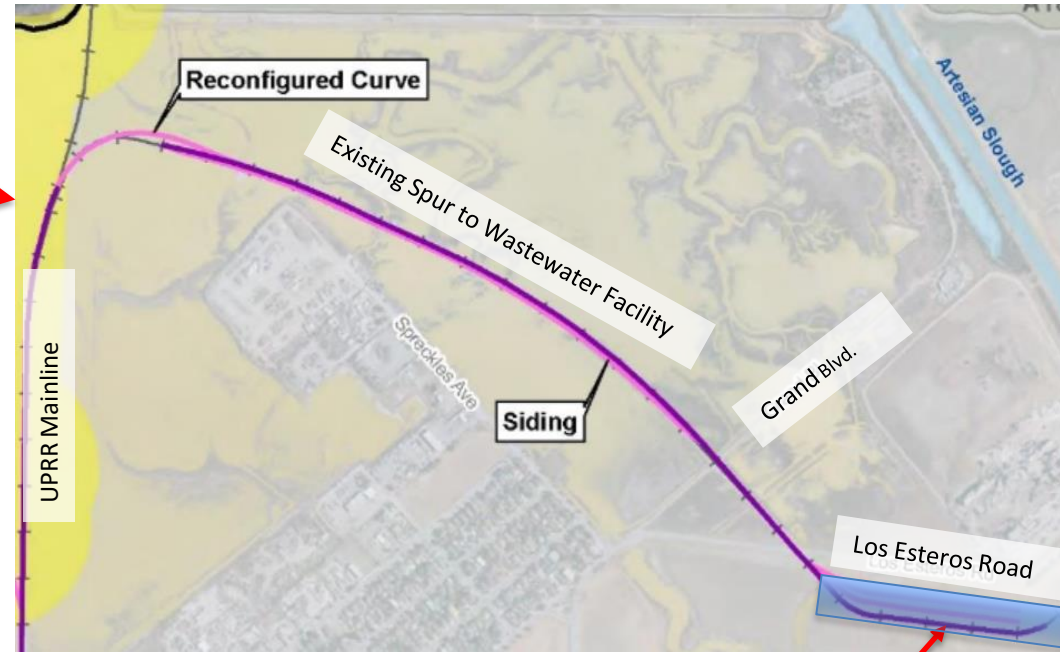 A
Reconfigured Curve
Artesian Slough
Existing Spur to Wastewater Facility
Spreckles Ave
Grand Blvd.
UPRR Mainline
Siding
Los Esteros Road
Los Esteros Rd